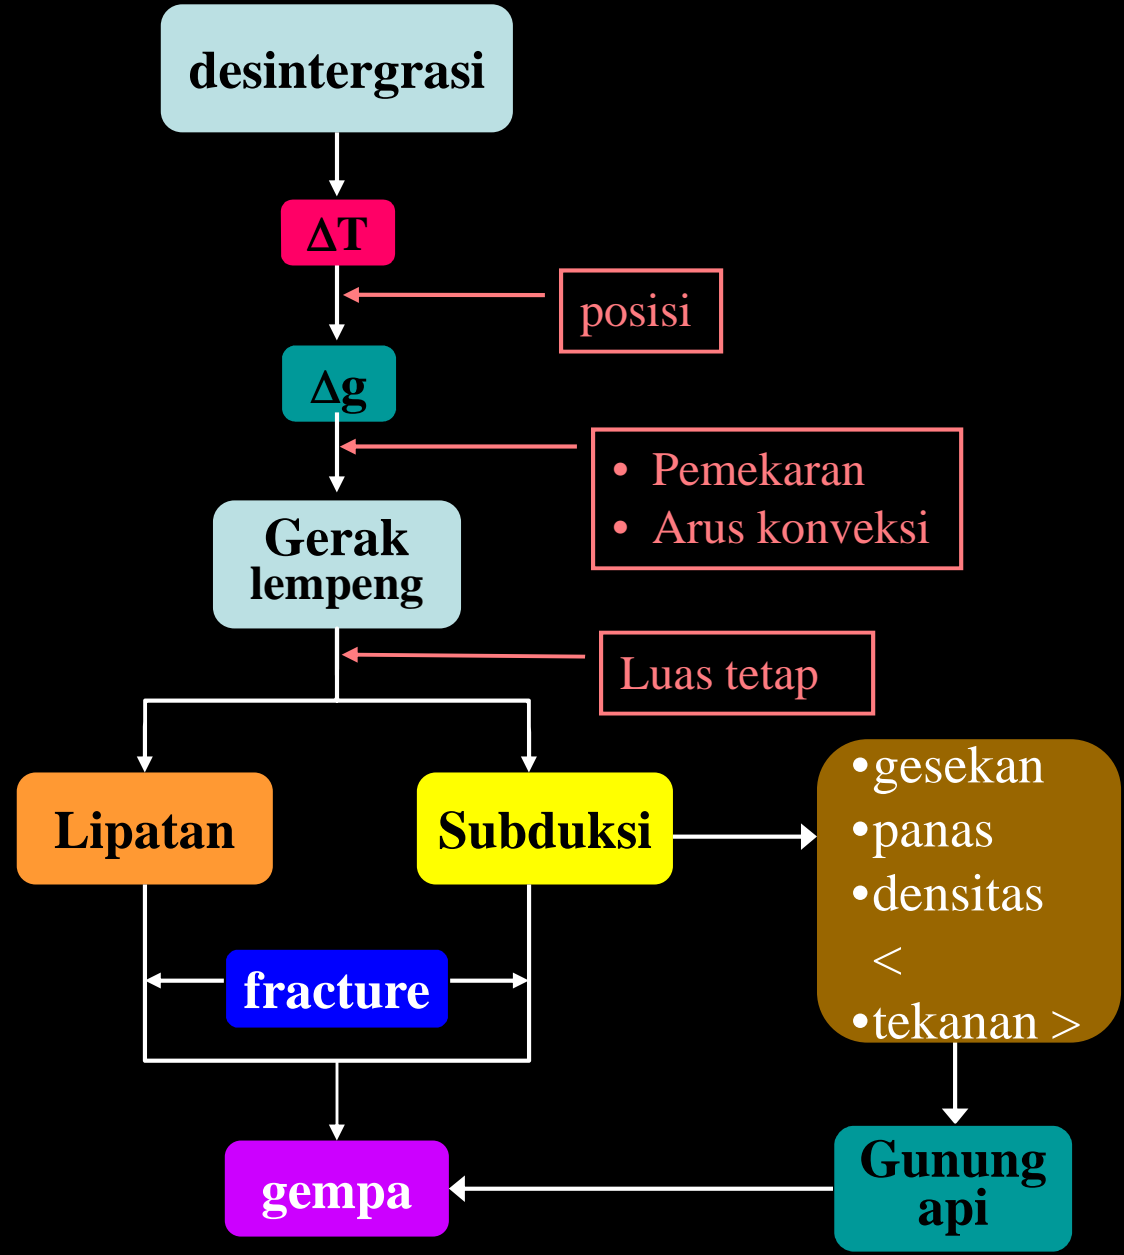 desintergrasi
ΔT
posisi
Δg
• Pemekaran
• Arus konveksi
Gerak
lempeng
Luas tetap
Lipatan
Subduksi
•gesekan
•panas
•densitas
<
•tekanan >
fracture
gempa
Gunung
api